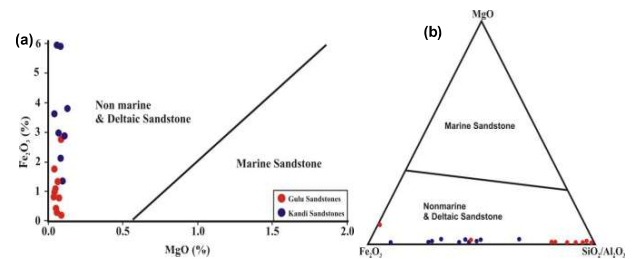 (a)
6
5
4
3
2
1
0
Fe2O3 (%)
Non marine
& Deltaic Sandstone
Marine Sandstone
Gulu Sandstones
Kandi Sandstones
0.0
0.5
1.0
1.5
2.0
MgO (%)
(b)
MgO
Marine Sandstone
Nonmarine
& Deltaic Sandstone
Fe2O3
SiO2/Al2O3